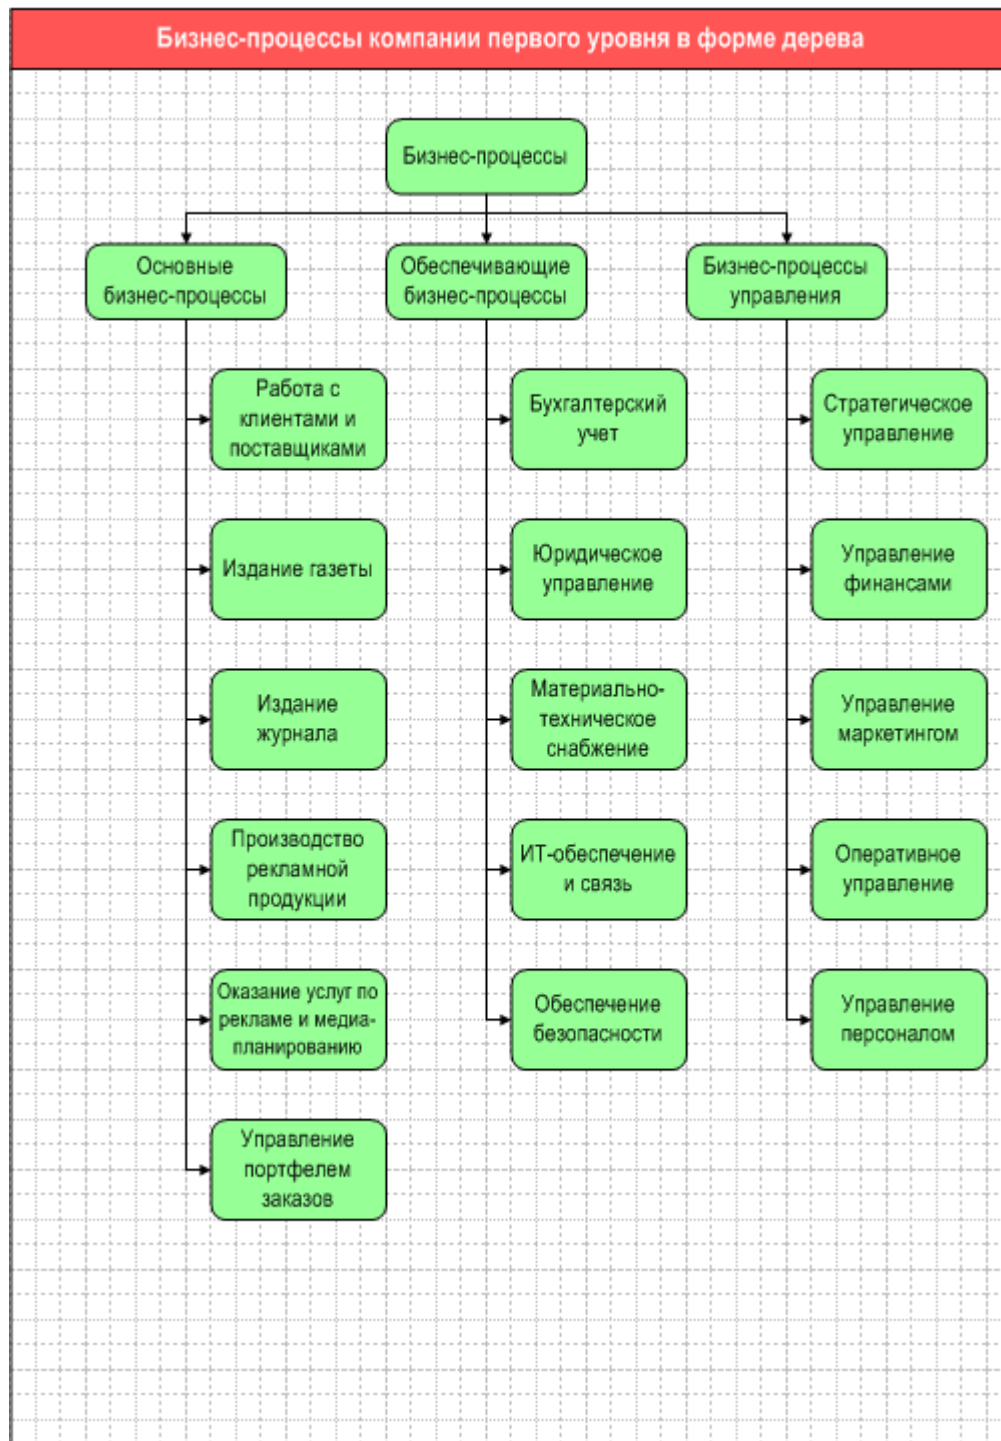 Бизнес-процессы компании первого уровня в форме дерева
Бизнес-процессы
Основные
бизнес-процессы
Обеспечивающие
бизнес-процессы
Бизнес-процессы
управления
Работа с
клиентами и
поставщиками
Бухгалтерский
учет
Стратегическое
управление
Издание газеты
Юридическое
управление
Управление
финансами
Издание
журнала
Материально-
техническое
снабжение
Управление
маркетингом
Производство
рекламной
продукции
ИТ-обеспечение
и связь
Оперативное
управление
Оказание услуг по
рекламе и медиа-
планированию
Обеспечение
безопасности
Управление
персоналом
Управление
портфелем
заказов